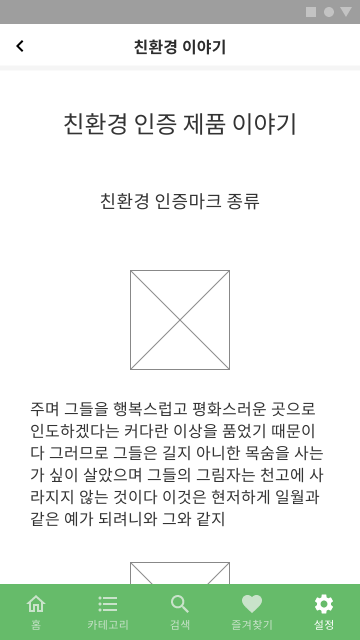 친환경 이야기
친환경 인증 제품 이야기
친환경 인증마크 종류
주며 그들을 행복스럽고 평화스러운 곳으로
인도하겠다는 커다란 이상을 품었기 때문이
다 그러므로 그들은 길지 아니한 목숨을 사는
가 싶이 살았으며 그들의 그림자는 천고에 사
라지지 않는 것이다 이것은 현저하게 일월과
같은 예가 되려니와 그와 같지
홈 카테고리 검색 즐겨찾기 설정